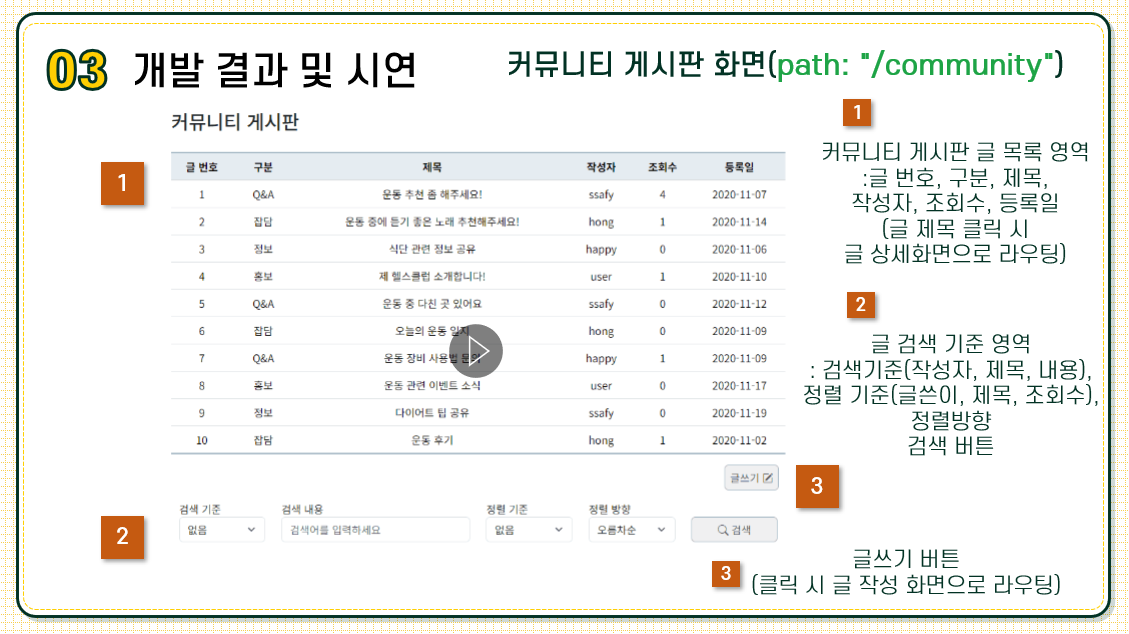 03 개발 결과 및 시연
커뮤니티 게시판 화면(path: "/community")
커뮤니티 게시판
1
글 번호 구분 제목 작성자 조회수 등록일
1 Q&A 운동 추천 좀 해주세요! ssafy 4 2020-11-07
2 잡담 운동 중에 듣기 좋은 노래 추천해주세요! hong 1 2020-11-14
3 정보 식단 관련 정보 공유 happy 0 2020-11-06
4 홍보 제 헬스클럽 소개합니다! user 1 2020-11-10
5 Q&A 운동 중 다친 곳 있어요 ssafy 0 2020-11-12
6 잡담 오늘의 운동 일지 hong 0 2020-11-09
7 Q&A 운동 장비 사용법 문의 happy 1 2020-11-09
8 홍보 운동 관련 이벤트 소식 user 0 2020-11-17
9 정보 다이어트 팁 공유 ssafy 0 2020-11-19
10 잡담 운동 후기 hong 1 2020-11-02
글쓰기
3
2
검색 기준 검색 내용 정렬 기준 정렬 방향
없음 검색어를 입력하세요 없음 오름차순 검색
1
커뮤니티 게시판 글 목록 영역
:글 번호, 구분, 제목,
작성자, 조회수, 등록일
(글 제목 클릭 시
글 상세화면으로 라우팅)
2
글 검색 기준 영역
: 검색기준(작성자, 제목, 내용),
정렬 기준(글쓴이, 제목, 조회수),
정렬방향
검색 버튼
3
글쓰기 버튼
(클릭 시 글 작성 화면으로 라우팅)